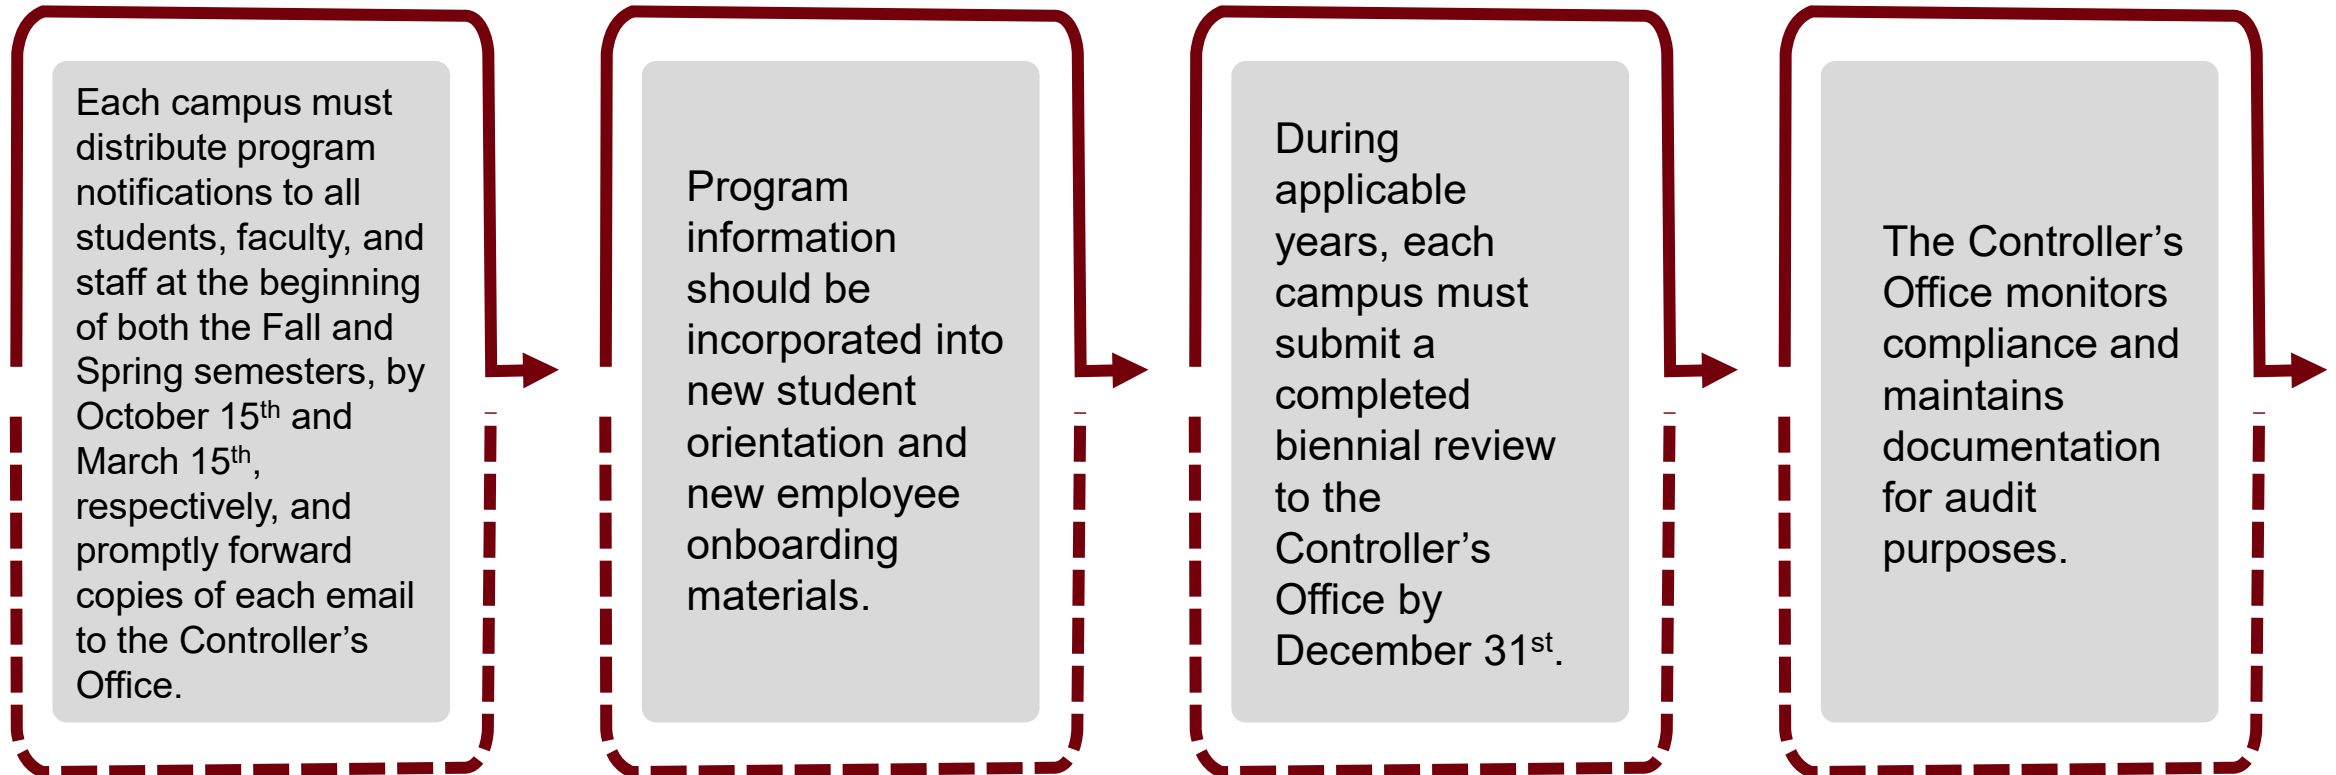 Each campus must
distribute program
notifications to all
students, faculty, and
staff at the beginning
of both the Fall and
Spring semesters, by
October 15th and
March 15th,
respectively, and
promptly forward
copies of each email
to the Controller’s
Office.
Program
information
should be
incorporated into
new student
orientation and
new employee
onboarding
materials.
During
applicable
years, each
campus must
submit a
completed
biennial review
to the
Controller’s
Office by
December 31st.
The Controller’s
Office monitors
compliance and
maintains
documentation
for audit
purposes.